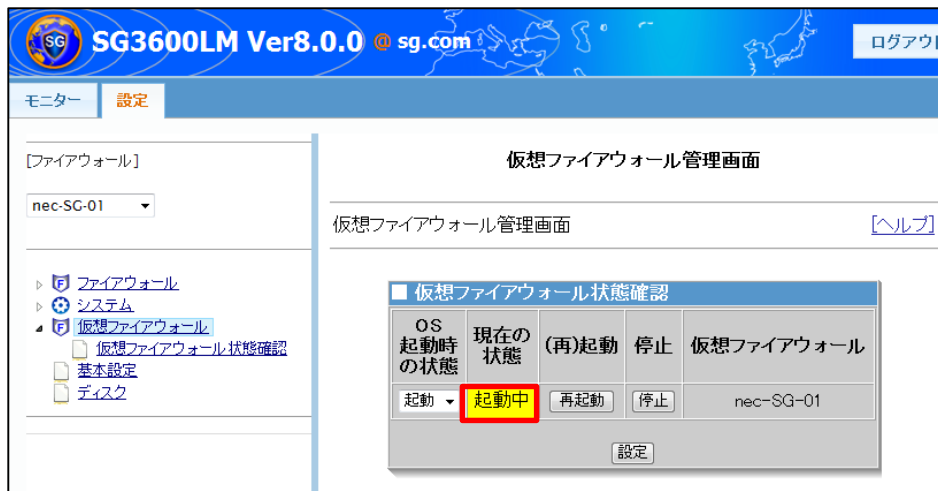 SG
SG3600LM Ver8.0.0 @ sg.com
モニター
設定
[ファイアウォール]
nec-SG-01
ファイアウォール
システム
仮想ファイアウォール
仮想ファイアウォール状態確認
基本設定
ディスク
仮想ファイアウォール管理画面
仮想ファイアウォール管理画面
[ヘルプ]
■ 仮想ファイアウォール状態確認
OS
起動時
の状態
現在の
状態
(再)起動
停止
仮想ファイアウォール
起動
起動中
再起動
停止
nec-SG-01
設定